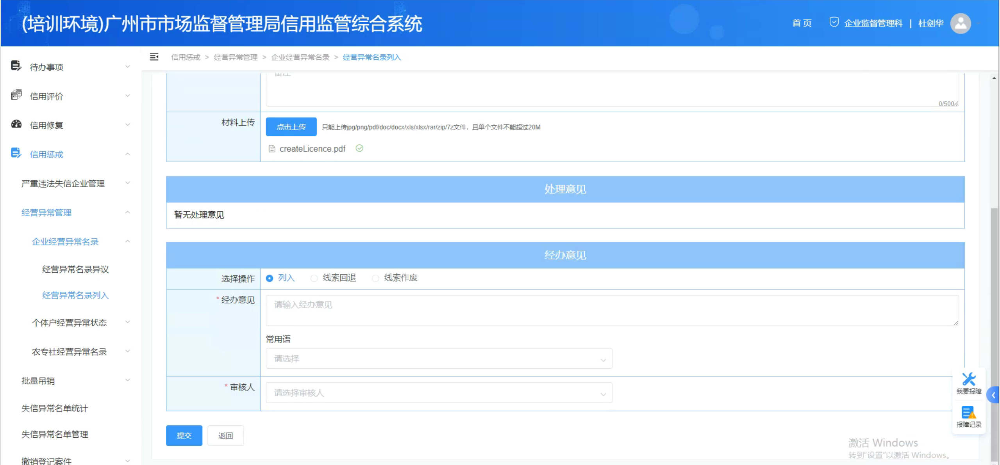 (培训环境)广州市市场监督管理局信用监管综合系统
首页 企业监督管理科 | 杜剑华
信用惩戒 > 经营异常管理 > 企业经营异常名录 > 经营异常名录列入
待办事项
信用评价
信用修复
信用惩戒
严重违法失信企业管理
经营异常管理
企业经营异常名录
经营异常名录异议
经营异常名录列入
个体户经营异常状态
农专社经营异常名录
批量吊销
失信异常名单统计
失信异常名单管理
撤销登记案件
备注
0/500
材料上传 点击上传 只能上传jpg/png/pdf/doc/docx/xls/xlsx/rar/zip/7z文件，且单个文件不能超过20M
createLicence.pdf
处理意见
暂无处理意见
经办意见
选择操作 列入 线索回退 线索作废
* 经办意见 请输入经办意见
常用语
请选择
* 审核人 请选择审核人
提交 返回
我要报障
报障记录
激活 Windows
转到"设置"以激活 Windows。